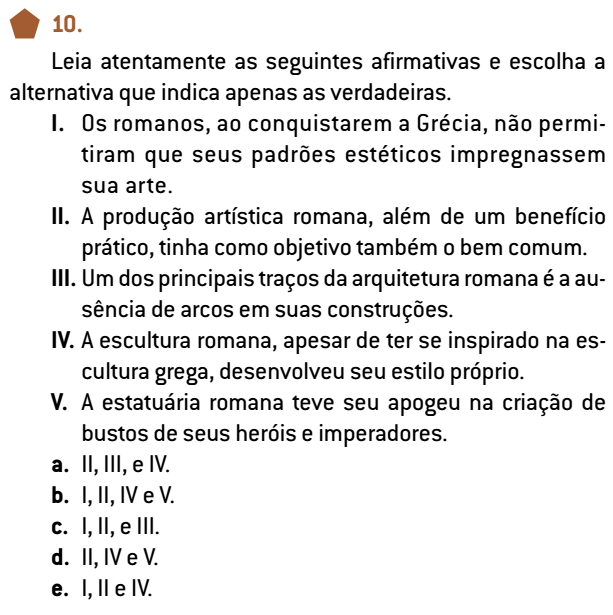 10.
Leia atentamente as seguintes afirmativas e escolha a
alternativa que indica apenas as verdadeiras.
I. Os romanos, ao conquistarem a Grécia, não permi-
tiram que seus padrões estéticos impregnassem
sua arte.
II. A produção artística romana, além de um benefício
prático, tinha como objetivo também o bem comum.
III. Um dos principais traços da arquitetura romana é a au-
sência de arcos em suas construções.
IV. A escultura romana, apesar de ter se inspirado na es-
cultura grega, desenvolveu seu estilo próprio.
V. A estatuária romana teve seu apogeu na criação de
bustos de seus heróis e imperadores.
a. II, III, e IV.
b. I, II, IV e V.
c. I, II, e III.
d. II, IV e V.
e. I, II e IV.